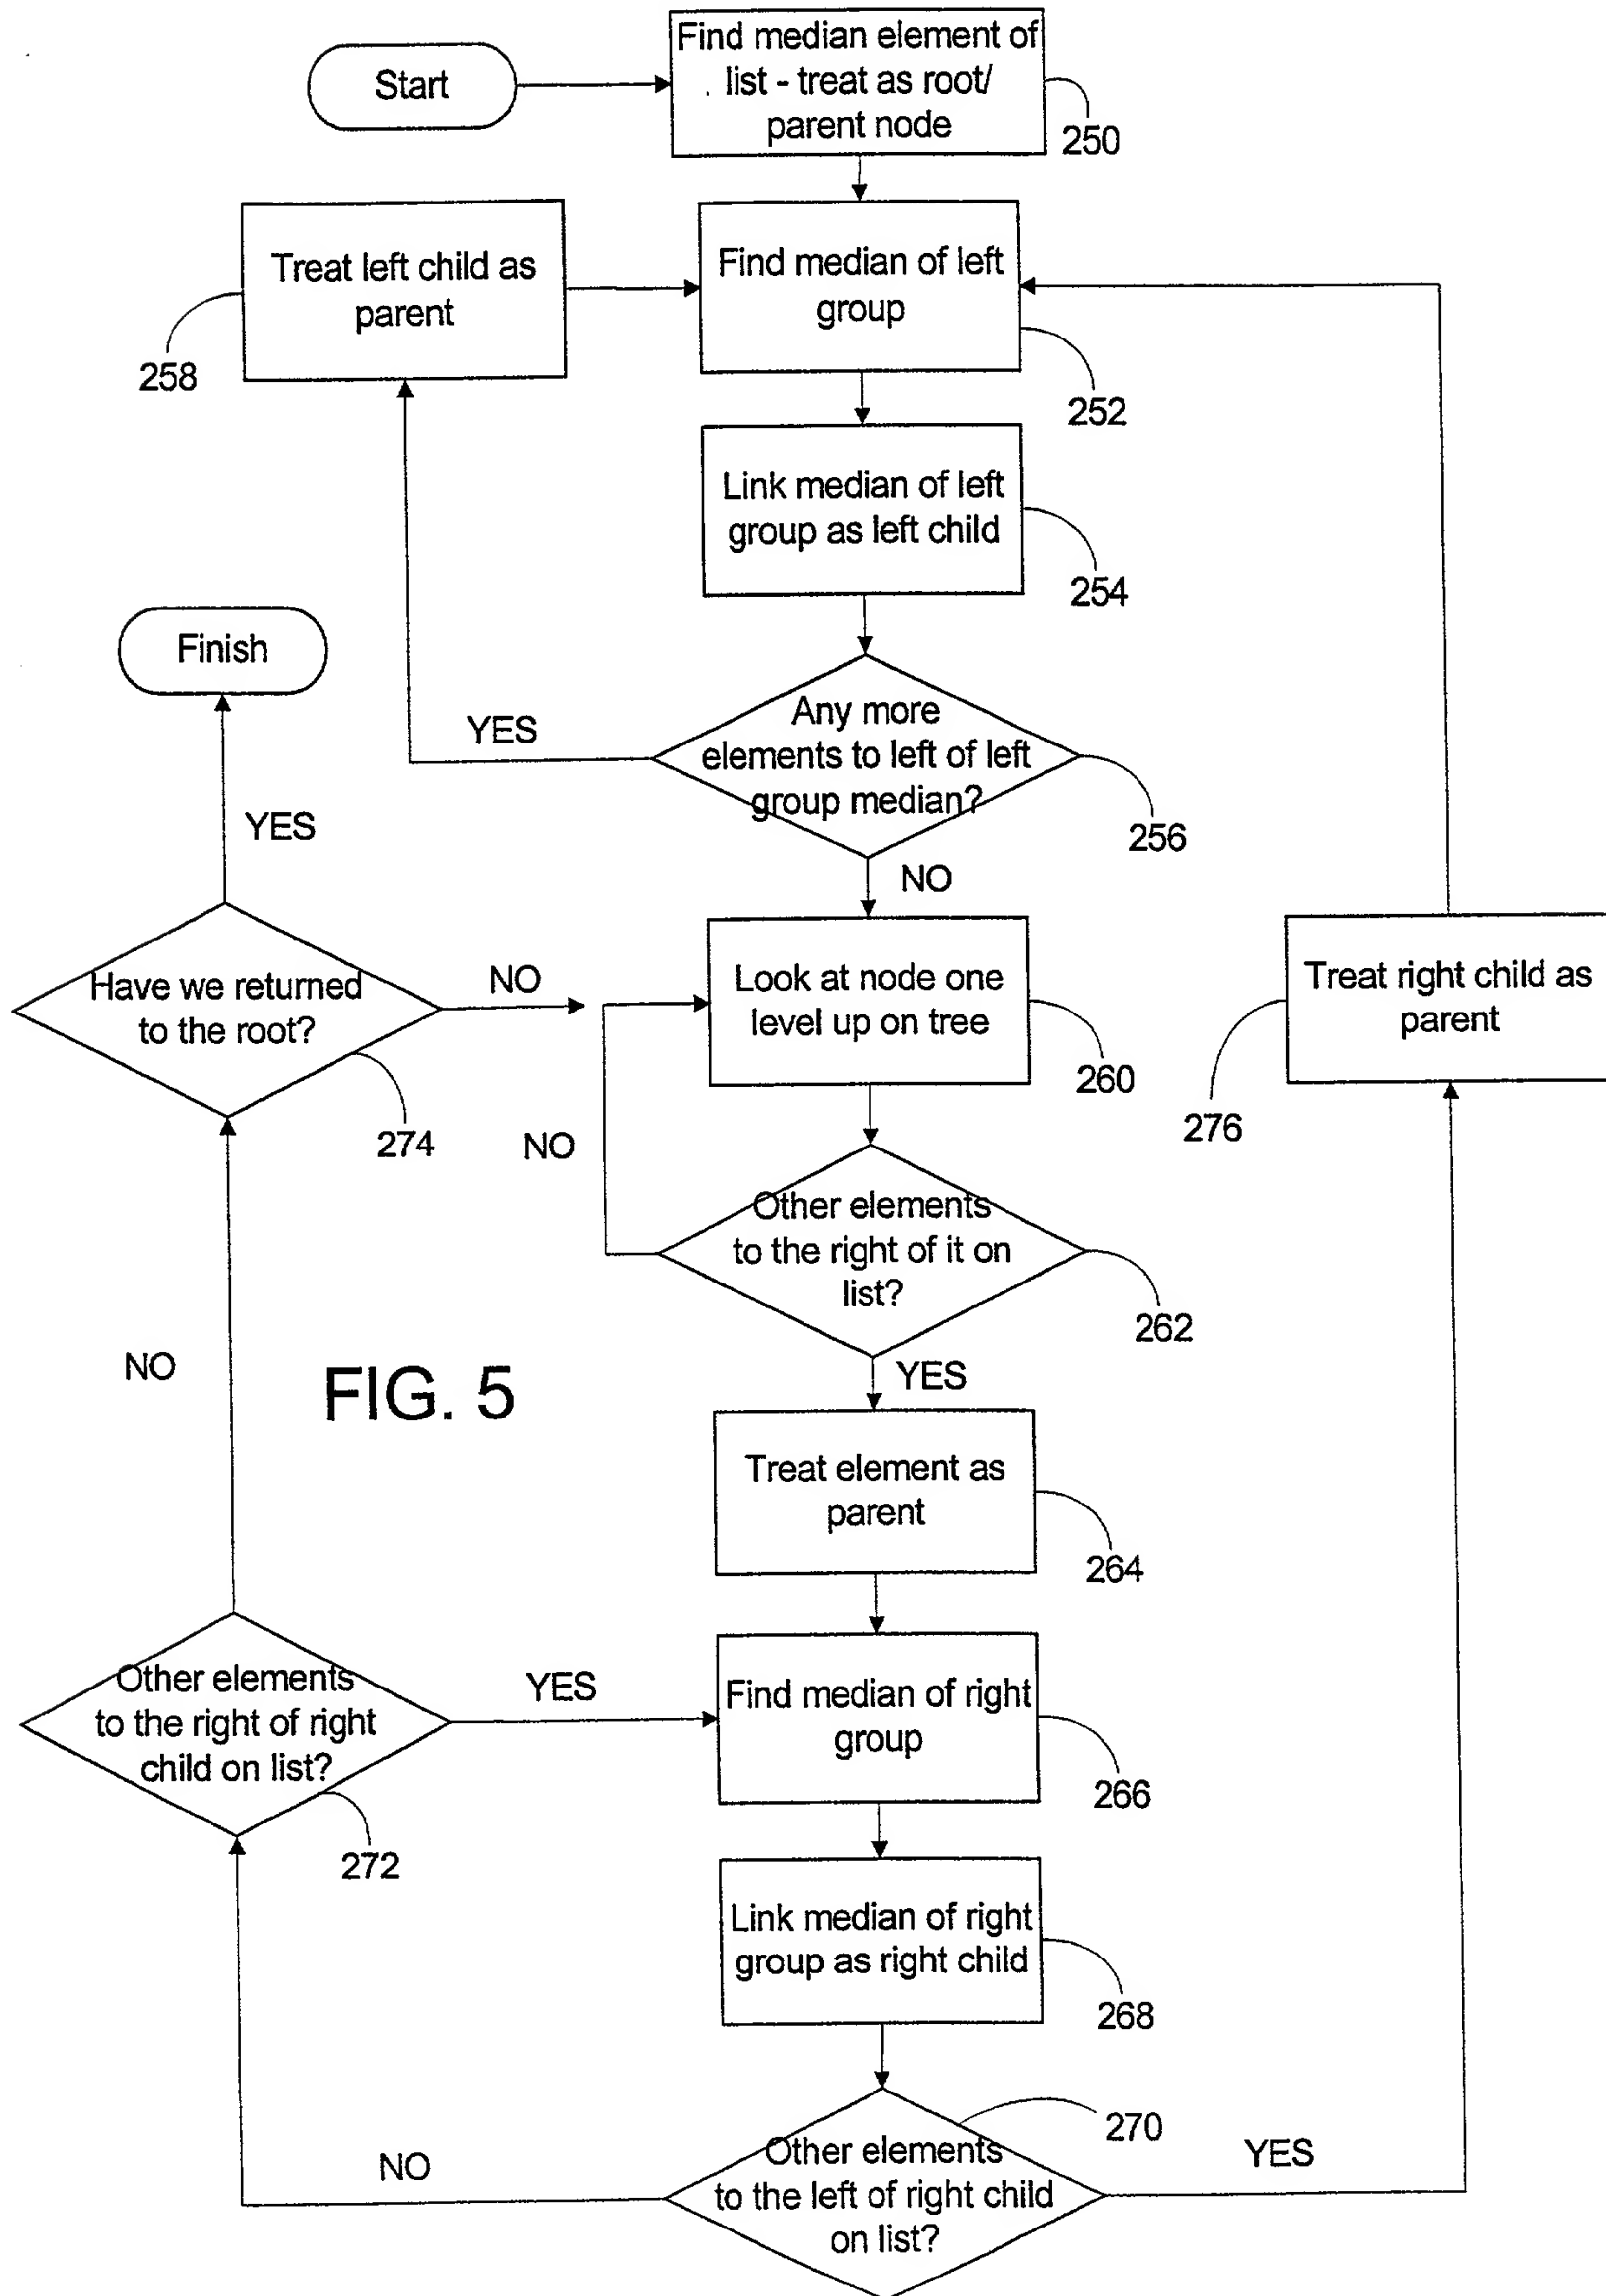 Start
Find median element of
list - treat as root/
parent node
250
Treat left child as
parent
258
Find median of left
group
252
Link median of left
group as left child
254
Finish
Any more
elements to left of left
group median?
YES
256
YES
NO
Have we returned
to the root?
NO
274
Look at node one
level up on tree
260
Treat right child as
parent
276
NO
Other elements
to the right of it on
list?
262
NO
FIG. 5
YES
Treat element as
parent
264
Other elements
to the right of right
child on list?
YES
272
Find median of right
group
266
Link median of right
group as right child
268
270
Other elements
to the left of right child
on list?
NO
YES